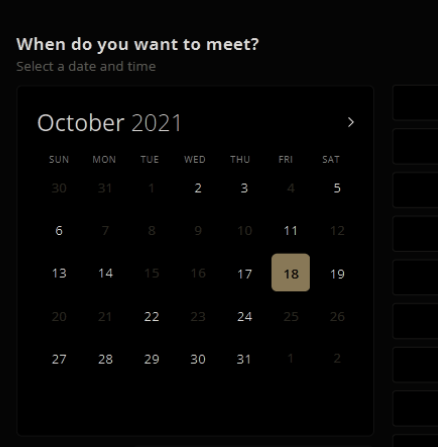 When do you want to meet?
Select a date and time
October 2021
SUN MON TUE WED THU FRI SAT
30 31 1 2 3 4 5
6 7 8 9 10 11 12
13 14 15 16 17 18 19
20 21 22 23 24 25 26
27 28 29 30 31 1 2